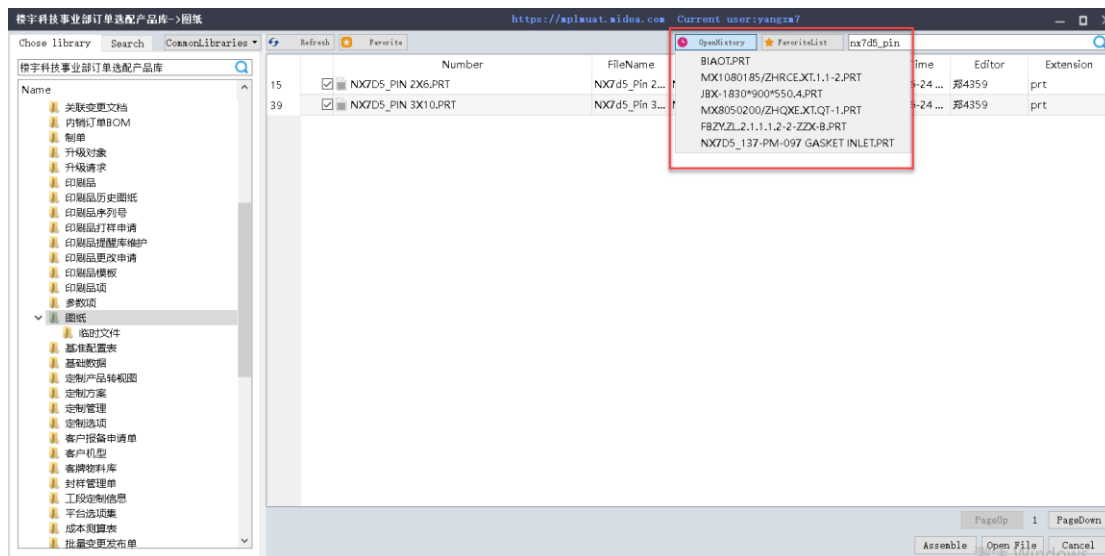 楼宇科技事业部订单选配产品库->图纸 https://mplmuat.midea.com Current user:yangzm7
Chose library Search CommonLibraries Refresh Favorite OpenHistory FavoriteList nx7d5_pin
楼宇科技事业部订单选配产品库
Name
关联变更文档
内销订单BOM
制单
升级对象
升级请求
印刷品
印刷品历史图纸
印刷品序列号
印刷品打样申请
印刷品提醒库维护
印刷品更改申请
印刷品模板
印刷品项
参数项
图纸
临时文件
基准配置表
基础数据
定制产品转视图
定制方案
定制管理
定制选项
客户报备申请单
客户机型
客牌物料库
封样管理单
工段定制信息
平台选项集
成本测算表
批量变更发布单
Number FileName Editor Extension
15 NX7D5_PIN 2X6.PRT NX7d5_Pin 2... -24 ... 郑4359 prt
39 NX7D5_PIN 3X10.PRT NX7d5_Pin 3... -24 ... 郑4359 prt
BIAOT.PRT
MX1080185/ZHRCE.XT.1.1-2.PRT
JBX-1830*900*550.4.PRT
MX8050200/ZHQXE.XT.QT-1.PRT
FBZY.ZL.2.1.1.1.2-2-ZZX-B.PRT
NX7D5_137-PM-097 GASKET INLET.PRT
PageUp 1 PageDown
Assemble Open File Cancel